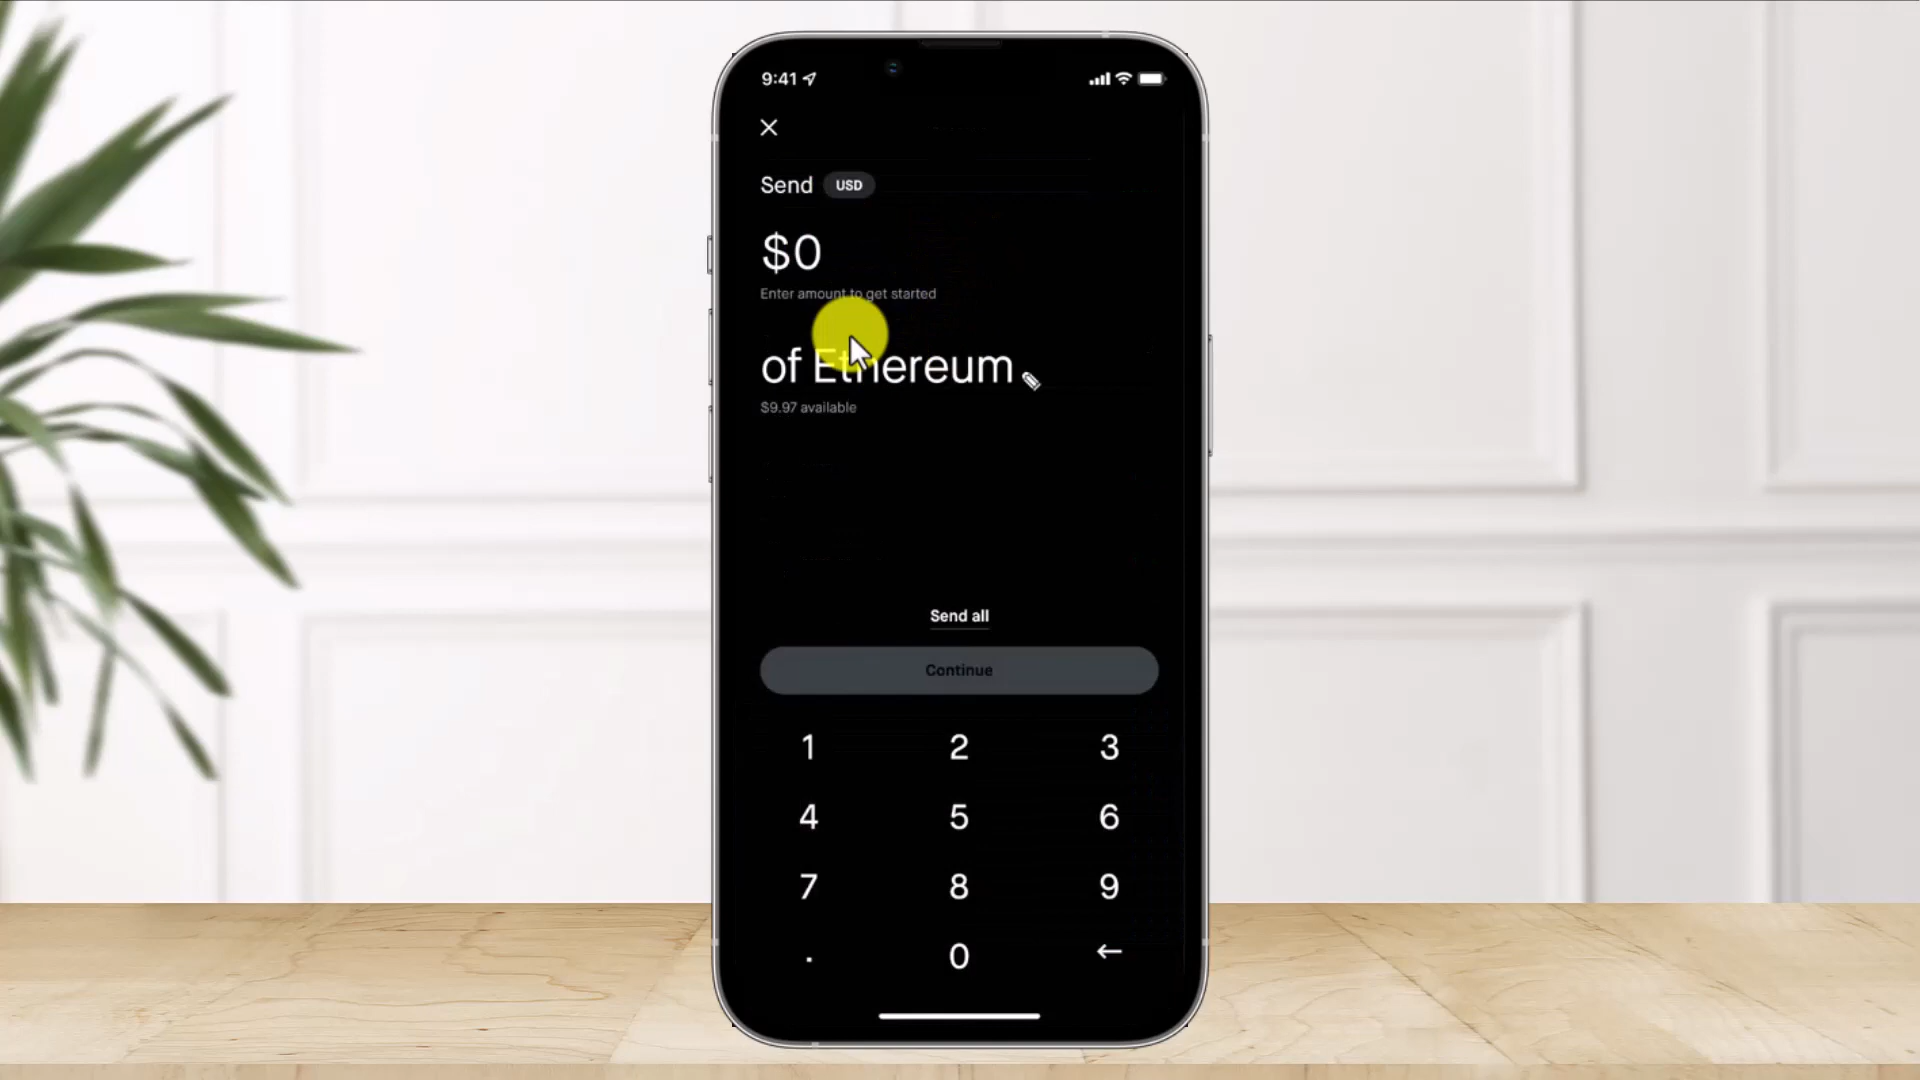 9:41
Send USD
$0
Enter amount to get started
of Ethereum
$9.97 available
Send all
Continue
1 2 3
4 5 6
7 8 9
. 0 ←